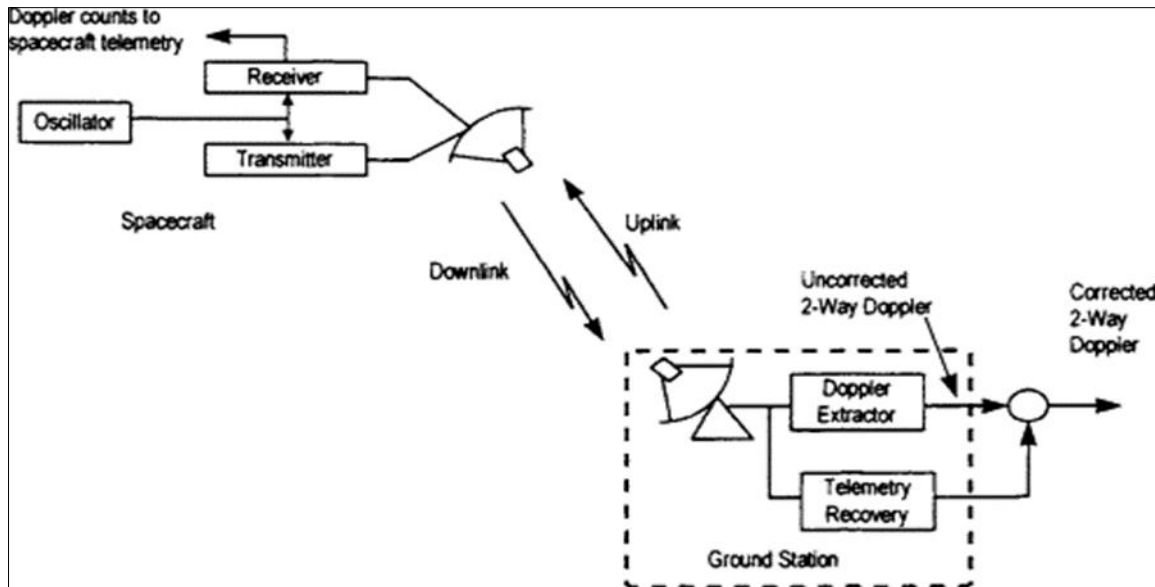 Doppler counts to
spacecraft telemetry
Receiver
Oscillator
Transmitter
Spacecraft
Uplink
Downlink
Uncorrected
2-Way Doppler
Corrected
2-Way
Doppler
Doppler
Extractor
Telemetry
Recovery
Ground Station